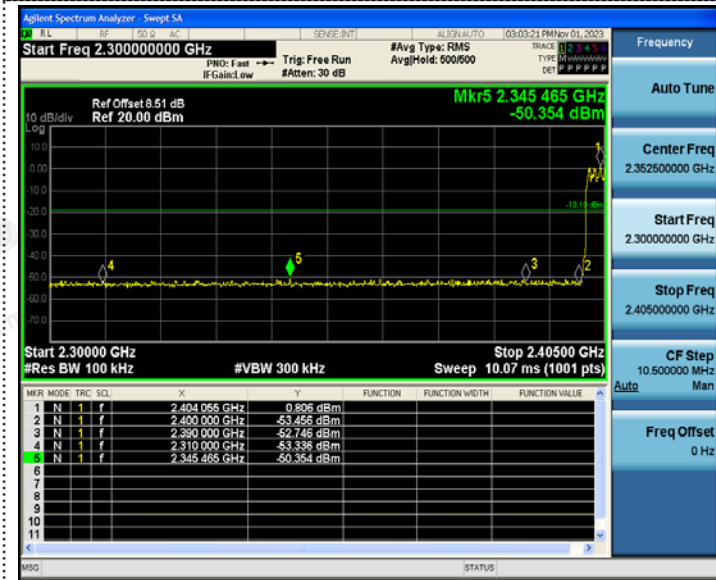 Agilent Spectrum Analyzer - Swept SA
RL RF 50 Ω AC SENSE:INT ALIGNAUTO 03:03:21 PM Nov 01, 2023
Start Freq 2.300000000 GHz
PNO: Fast
IFGain:Low
Trig: Free Run
#Atten: 30 dB
#Avg Type: RMS
Avg|Hold: 500/500
TRACE 1 2 3 4 5 6
TYPE MWWWWW
DET P P P P P P
Ref Offset 8.51 dB
Ref 20.00 dBm
10 dB/div
Log
Mkr5 2.345 465 GHz
-50.354 dBm
10.0
0.00
-10.0
-20.0
-30.0
-40.0
-50.0
-60.0
-70.0
1
-19.19 dBm
4
5
3
2
Start 2.30000 GHz
Stop 2.40500 GHz
#Res BW 100 kHz
#VBW 300 kHz
Sweep 10.07 ms (1001 pts)
MKR MODE TRC SCL X Y FUNCTION FUNCTION WIDTH FUNCTION VALUE
1 N 1 f 2.404 055 GHz 0.806 dBm
2 N 1 f 2.400 000 GHz -53.456 dBm
3 N 1 f 2.390 000 GHz -52.746 dBm
4 N 1 f 2.310 000 GHz -53.336 dBm
5 N 1 f 2.345 465 GHz -50.354 dBm
6
7
8
9
10
11
MSG STATUS
Frequency
Auto Tune
Center Freq
2.352500000 GHz
Start Freq
2.300000000 GHz
Stop Freq
2.405000000 GHz
CF Step
10.500000 MHz
Auto Man
Freq Offset
0 Hz